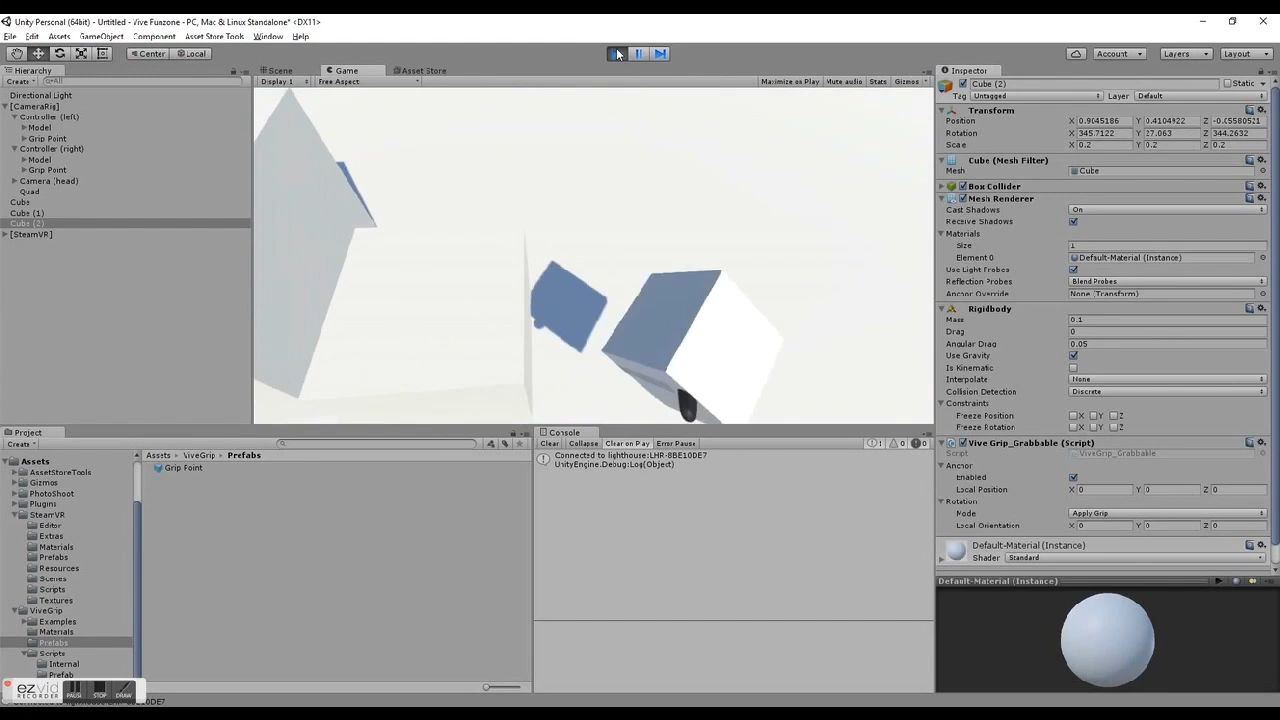 Unity Personal (64bit) - Untitled - Vive Funzone - PC, Mac & Linux Standalone* <DX11>
File Edit Assets GameObject Component Asset Store Tools Window Help
Center Local Account Layers Layout
Hierarchy
Create All
Directional Light
[CameraRig]
Controller (left)
Model
Grip Point
Controller (right)
Model
Grip Point
Camera (head)
Quad
Cube
Cube (1)
Cube (2)
[SteamVR]
Scene Game Asset Store
Display 1 Free Aspect Maximize on Play Mute audio Stats Gizmos
Inspector
Cube (2) Static
Tag Untagged Layer Default
Transform
Position X 0.9045186 Y 0.4104922 Z -0.05580521
Rotation X 345.7122 Y 27.063 Z 344.2632
Scale X 0.2 Y 0.2 Z 0.2
Cube (Mesh Filter)
Mesh Cube
Box Collider
Mesh Renderer
Cast Shadows On
Receive Shadows
Materials
Size 1
Element 0 Default-Material (Instance)
Use Light Probes
Reflection Probes Blend Probes
Anchor Override None (Transform)
Rigidbody
Mass 0.1
Drag 0
Angular Drag 0.05
Use Gravity
Is Kinematic
Interpolate None
Collision Detection Discrete
Constraints
Freeze Position X Y Z
Freeze Rotation X Y Z
Vive Grip_Grabbable (Script)
Script ViveGrip_Grabbable
Anchor
Enabled
Local Position X 0 Y 0 Z 0
Rotation
Mode Apply Grip
Local Orientation X 0 Y 0 Z 0
Default-Material (Instance)
Shader Standard
Default-Material (Instance)
Project
Create
Assets
AssetStoreTools
Gizmos
PhotoShoot
Plugins
SteamVR
Editor
Extras
Materials
Prefabs
Resources
Scenes
Scripts
Textures
ViveGrip
Examples
Materials
Prefabs
Scripts
Internal
Prefab
Assets ViveGrip Prefabs
Grip Point
Console
Clear Collapse Clear on Play Error Pause 1 0 0
Connected to lighthouse:LHR-8BE10DE7
UnityEngine.Debug:Log(Object)
ezvid
RECORDER
PAUSE STOP DRAW